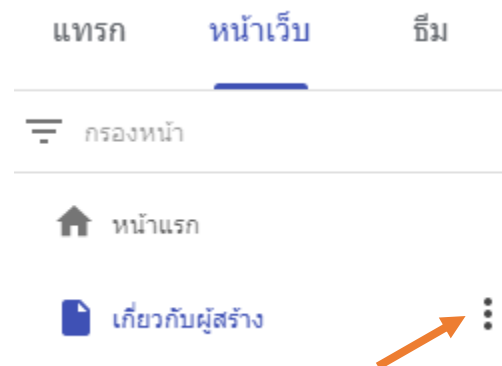 แทรก หน้าเว็บ ธีม
กรองหน้า
หน้าแรก
เกี่ยวกับผู้สร้าง